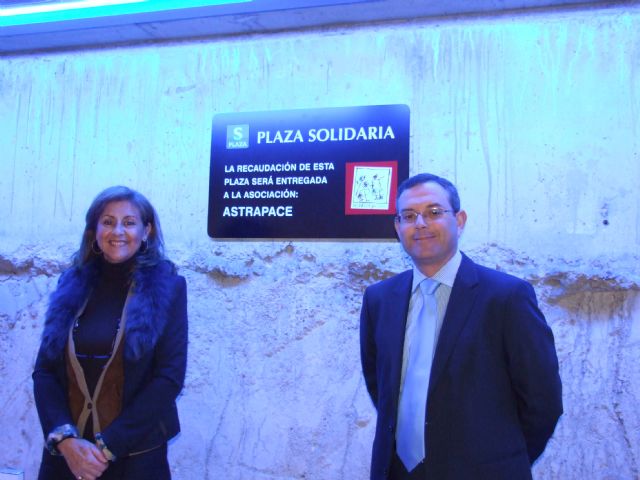 S
PLAZA
PLAZA SOLIDARIA
LA RECAUDACIÓN DE ESTA
PLAZA SERÁ ENTREGADA
A LA ASOCIACIÓN:
ASTRAPACE